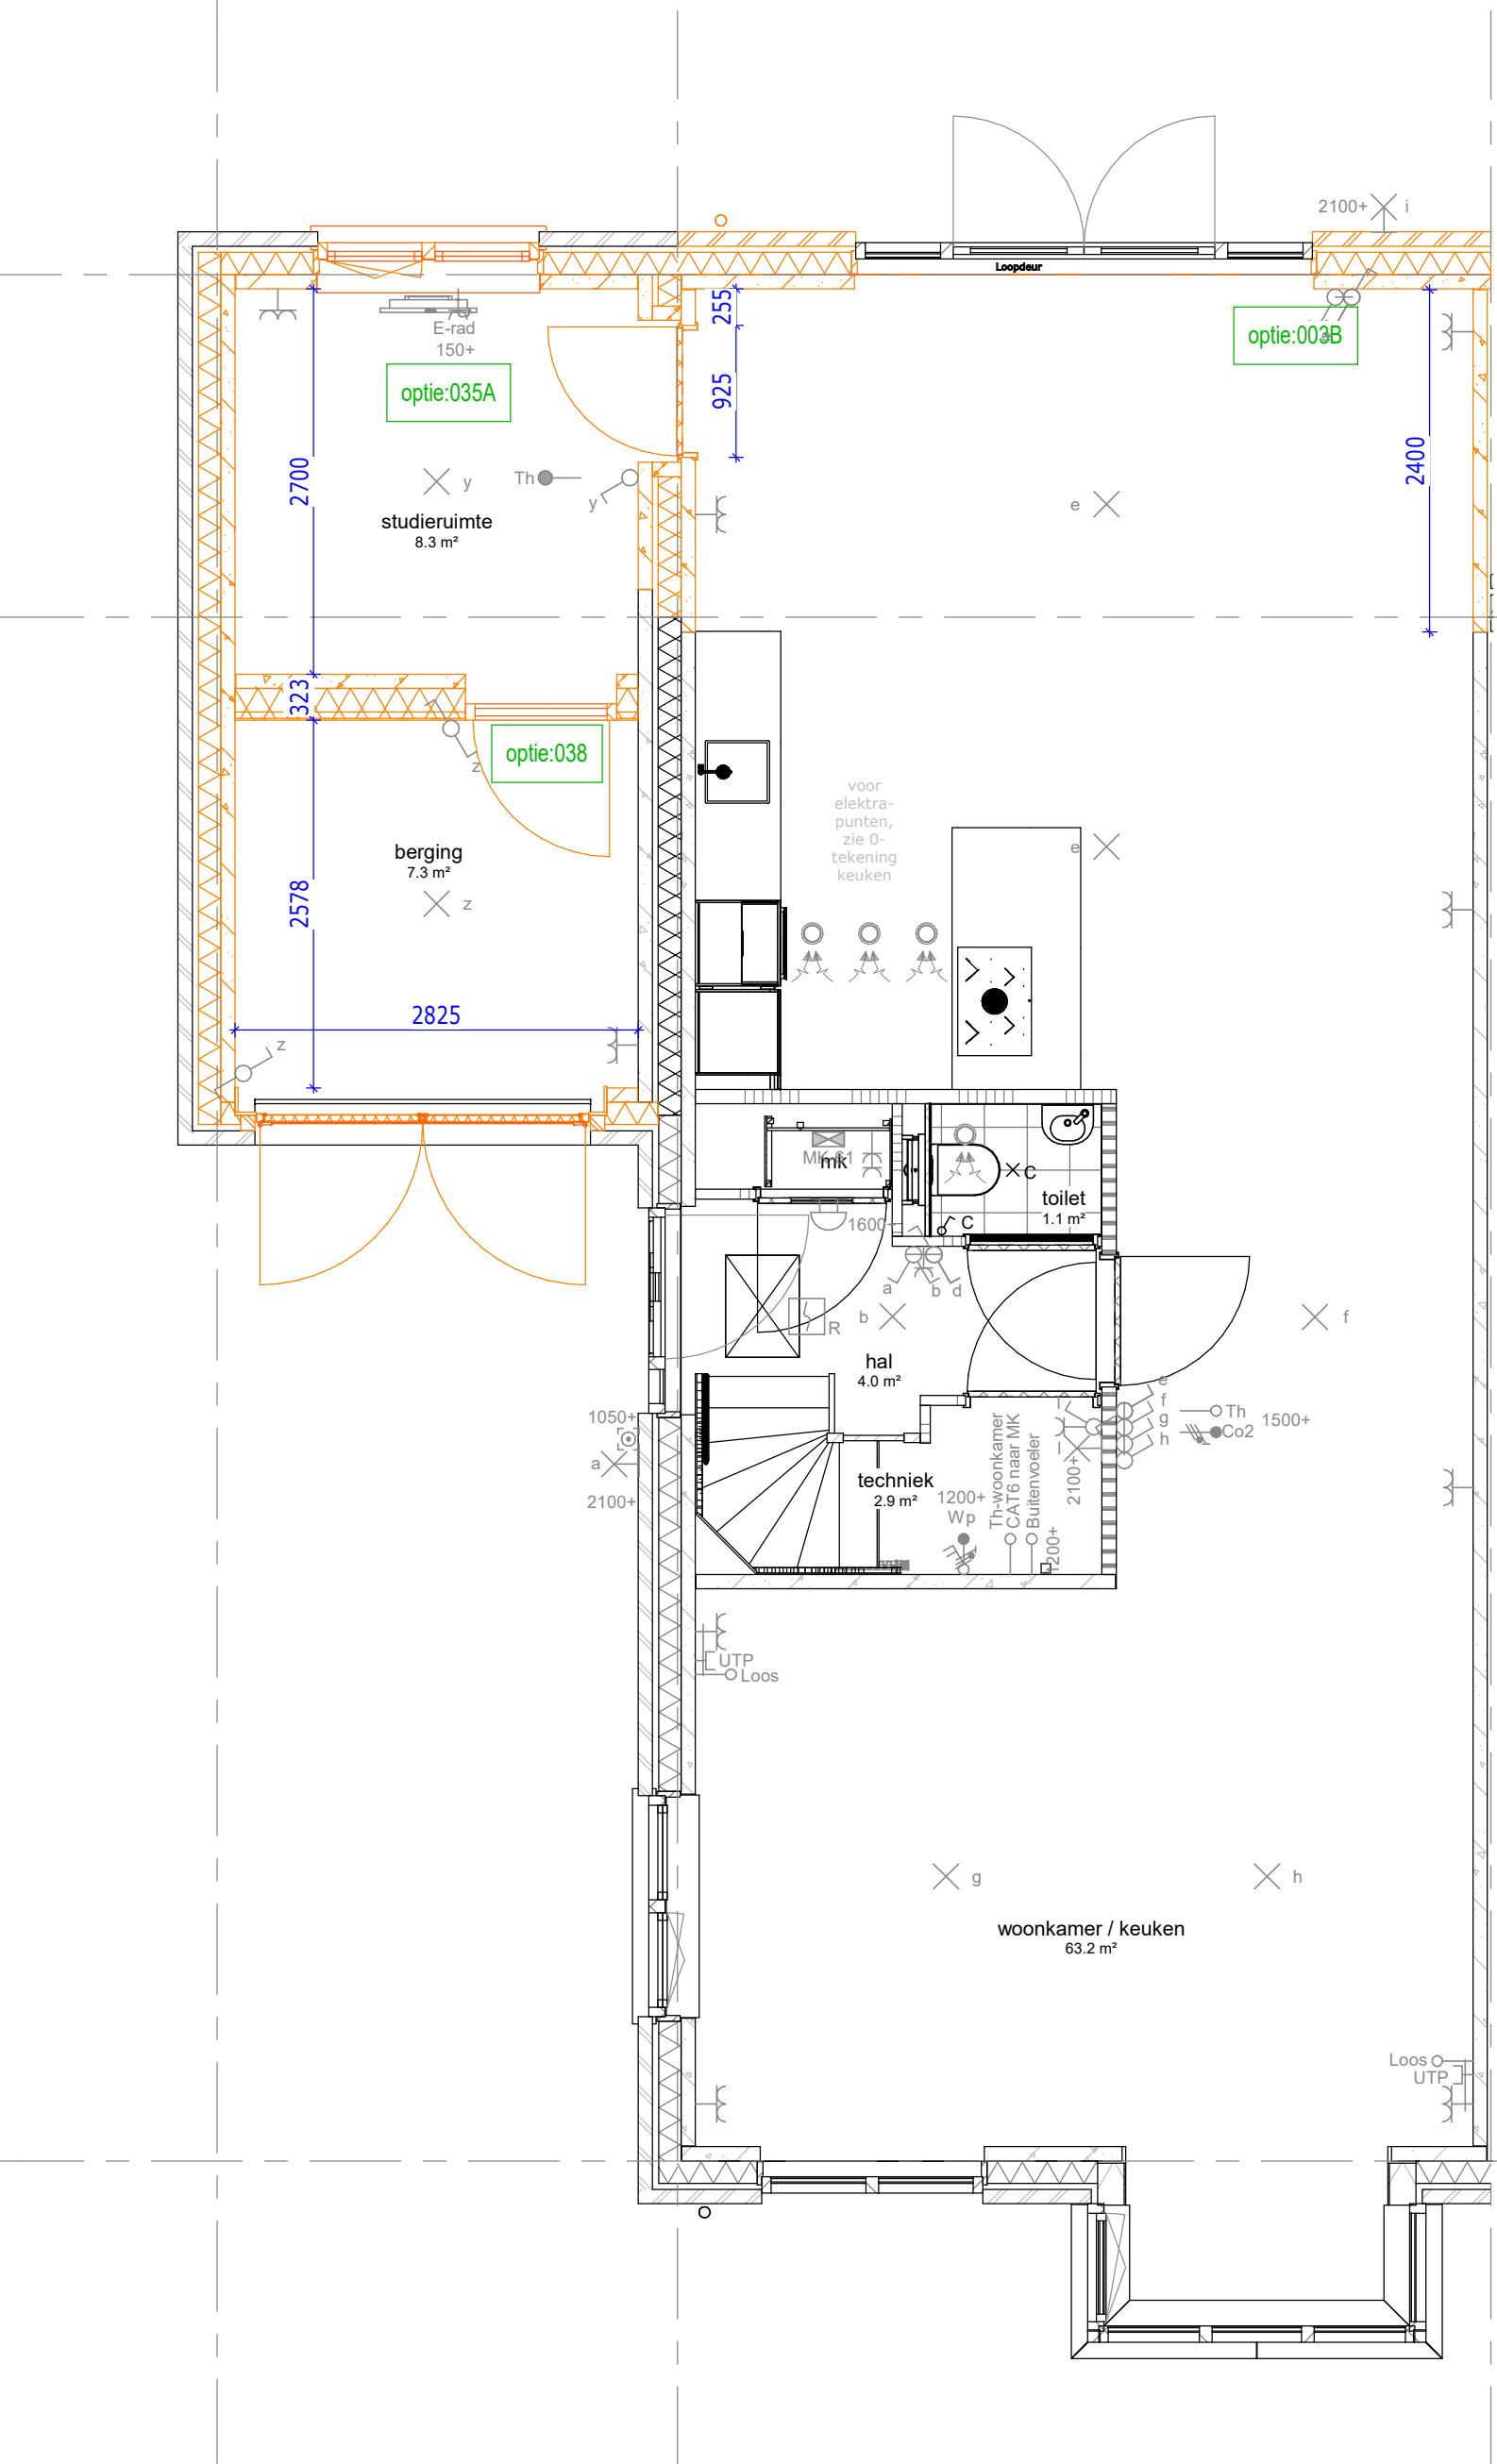 2100+
i
Loopdeur
255
E-rad
150+
optie:003B
e
optie:035A
925
2400
2700
y
Th
y
e
studieruimte
8.3 m²
323
z
optie:038
voor
elektra-
punten,
zie 0-
tekening
keuken
e
berging
7.3 m²
z
2578
2825
z
MK-61
mk
C
toilet
1.1 m²
C
1600+
a
b
d
b
R
f
hal
4.0 m²
e
f
g
h
Th
Co2
1500+
1050+
a
2100+
techniek
2.9 m²
1200+
Wp
Th-woonkamer
CAT6 naar MK
Buitenvoeler
1200+
2100+
UTP
Loos
g
h
woonkamer / keuken
63.2 m²
Loos
UTP